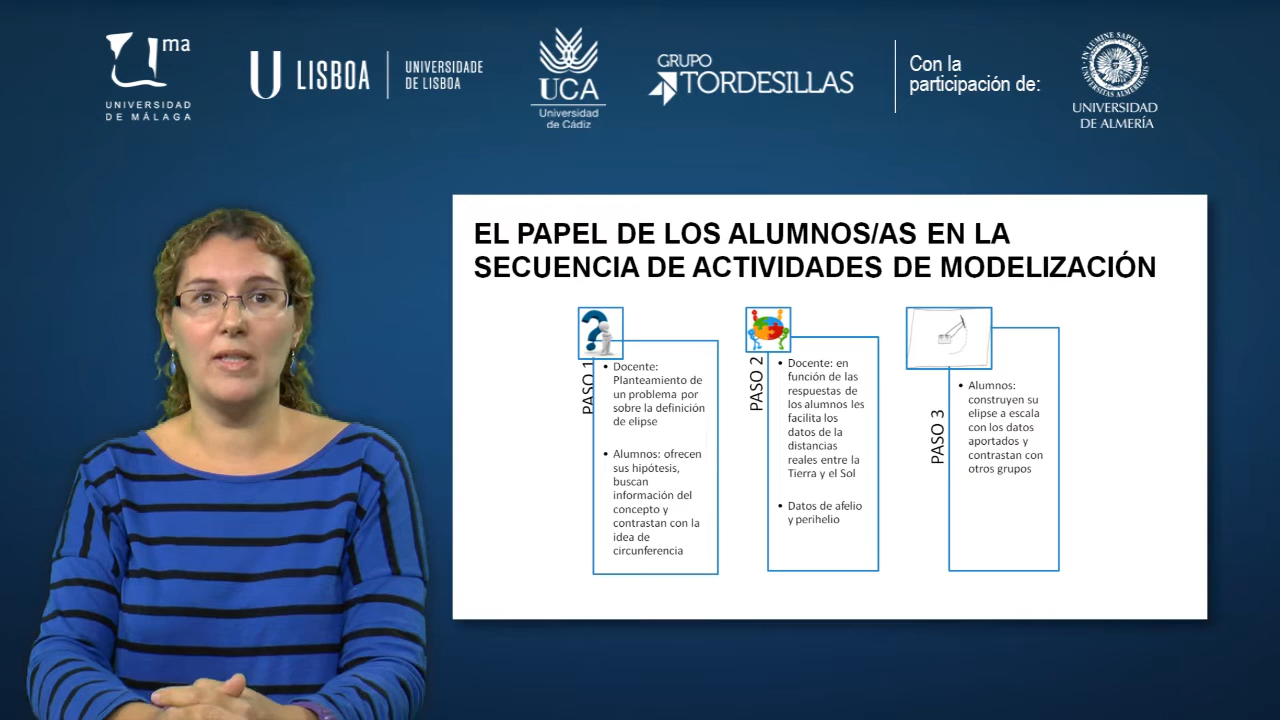 ma
UNIVERSIDAD
DE MÁLAGA
U LISBOA
UNIVERSIDADE
DE LISBOA
UCA
Universidad
de Cádiz
GRUPO
TORDESILLAS
Con la
participación de:
IN LUMINE SAPIENTIA
UNIVERSIDAD
DE ALMERÍA
EL PAPEL DE LOS ALUMNOS/AS EN LA
SECUENCIA DE ACTIVIDADES DE MODELIZACIÓN
PASO 1
• Docente:
Planteamiento de
un problema por
sobre la definición
de elipse
• Alumnos: ofrecen
sus hipótesis,
buscan
información del
concepto y
contrastan con la
idea de
circunferencia
PASO 2
• Docente: en
función de las
respuestas de
los alumnos les
facilita los
datos de la
distancias
reales entre la
Tierra y el Sol
• Datos de afelio
y perihelio
PASO 3
• Alumnos:
construyen su
elipse a escala
con los datos
aportados y
contrastan con
otros grupos